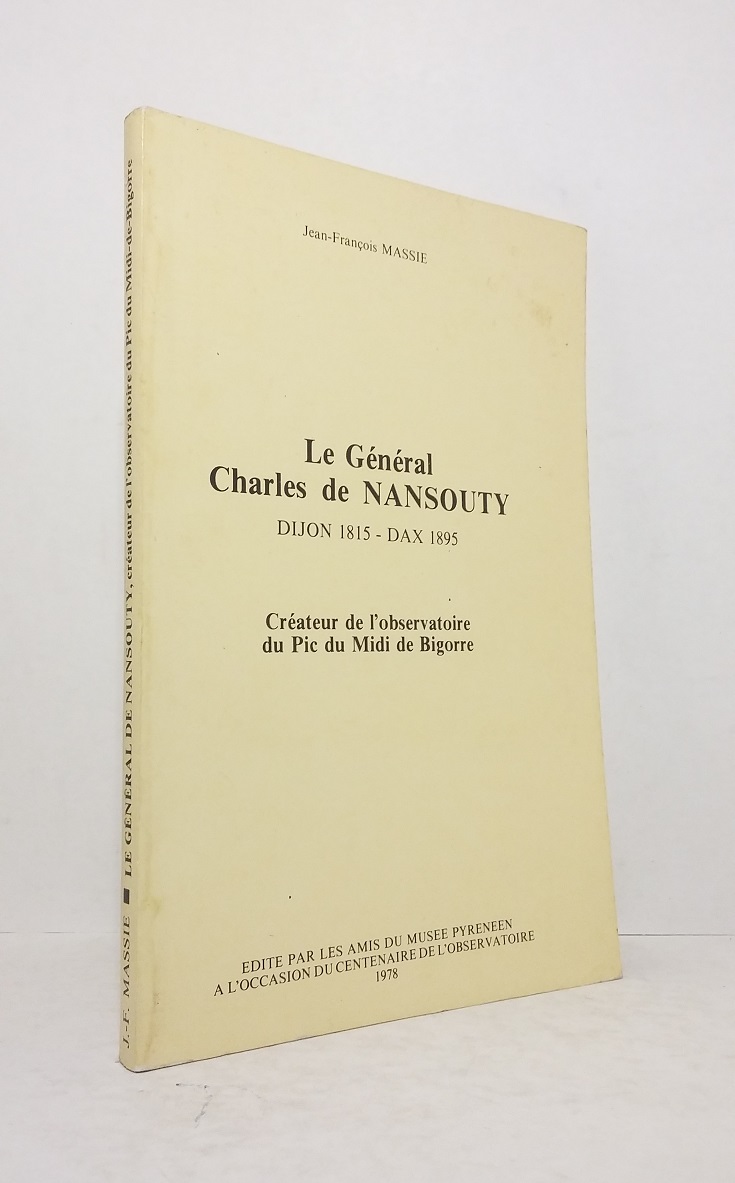 Jean-François MASSIE
Le Général
Charles de NANSOUTY
DIJON 1815 - DAX 1895
Créateur de l'observatoire
du Pic du Midi de Bigorre
EDITE PAR LES AMIS DU MUSEE PYRENEEN
A L'OCCASION DU CENTENAIRE DE L'OBSERVATOIRE
1978
J.-F. MASSIE ■ LE GÉNÉRAL DE NANSOUTY, créateur de l'observatoire du Pic du Midi-de-Bigorre